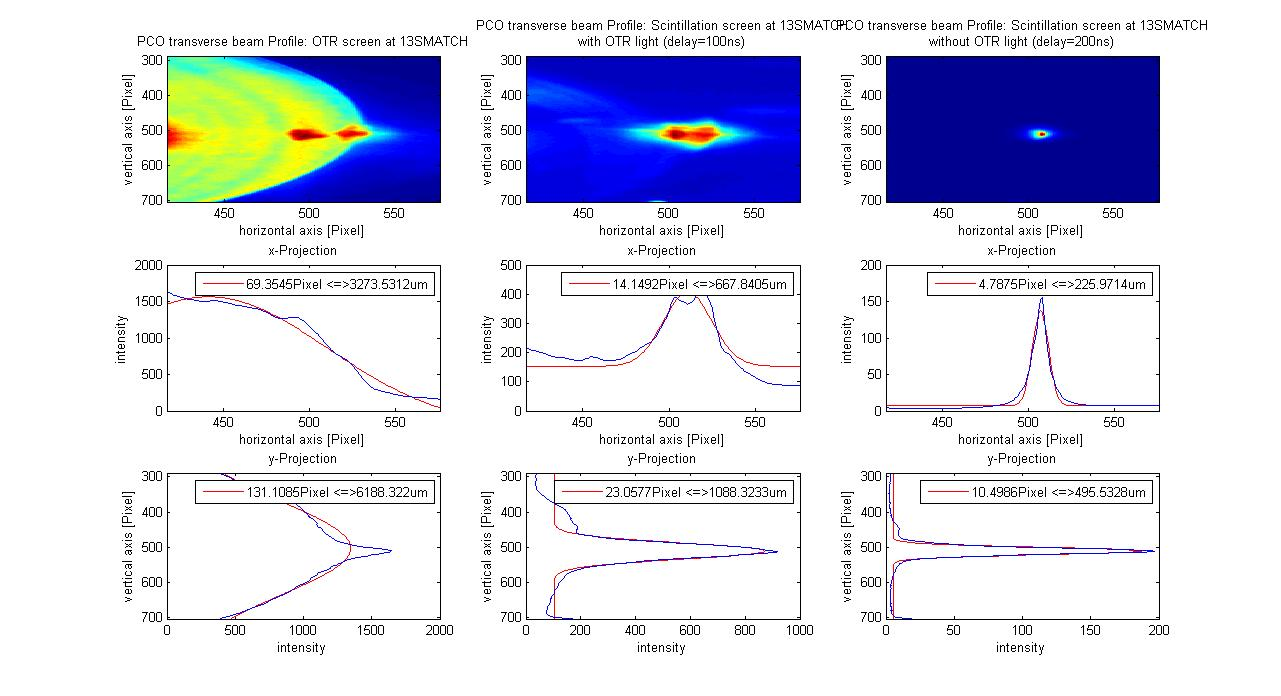 PCO transverse beam Profile: OTR screen at 13SMATCH
PCO transverse beam Profile: Scintillation screen at 13SMATCH
with OTR light (delay=100ns)
PCO transverse beam Profile: Scintillation screen at 13SMATCH
without OTR light (delay=200ns)
300
400
500
600
700
vertical axis [Pixel]
450 500 550
horizontal axis [Pixel]
300
400
500
600
700
vertical axis [Pixel]
450 500 550
horizontal axis [Pixel]
300
400
500
600
700
vertical axis [Pixel]
450 500 550
horizontal axis [Pixel]
x-Projection
2000
1500
1000
500
0
intensity
69.3545Pixel <=>3273.5312um
450 500 550
horizontal axis [Pixel]
x-Projection
500
400
300
200
100
0
intensity
14.1492Pixel <=>667.8405um
450 500 550
horizontal axis [Pixel]
x-Projection
200
150
100
50
0
intensity
4.7875Pixel <=>225.9714um
450 500 550
horizontal axis [Pixel]
y-Projection
300
400
500
600
700
vertical axis [Pixel]
131.1085Pixel <=>6188.322um
0 500 1000 1500 2000
intensity
y-Projection
300
400
500
600
700
vertical axis [Pixel]
23.0577Pixel <=>1088.3233um
0 200 400 600 800 1000
intensity
y-Projection
300
400
500
600
700
vertical axis [Pixel]
10.4986Pixel <=>495.5328um
0 50 100 150 200
intensity